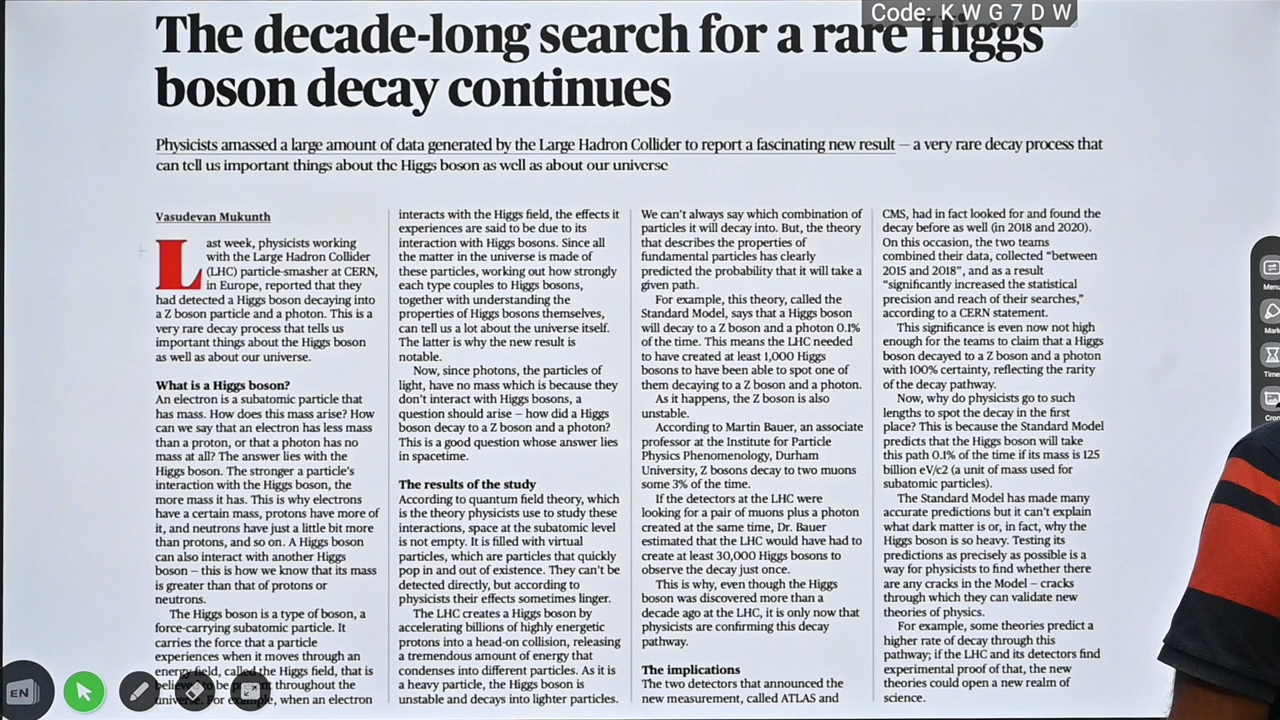 Code: K W G 7 D W
The decade-long search for a rare Higgs
boson decay continues
Physicists amassed a large amount of data generated by the Large Hadron Collider to report a fascinating new result — a very rare decay process that
can tell us important things about the Higgs boson as well as about our universe
Vasudevan Mukunth
Last week, physicists working
with the Large Hadron Collider
(LHC) particle-smasher at CERN,
in Europe, reported that they
had detected a Higgs boson decaying into
a Z boson particle and a photon. This is a
very rare decay process that tells us
important things about the Higgs boson
as well as about our universe.
What is a Higgs boson?
An electron is a subatomic particle that
has mass. How does this mass arise? How
can we say that an electron has less mass
than a proton, or that a photon has no
mass at all? The answer lies with the
Higgs boson. The stronger a particle's
interaction with the Higgs boson, the
more mass it has. This is why electrons
have a certain mass, protons have more of
it, and neutrons have just a little bit more
than protons, and so on. A Higgs boson
can also interact with another Higgs
boson – this is how we know that its mass
is greater than that of protons or
neutrons.
The Higgs boson is a type of boson, a
force-carrying subatomic particle. It
carries the force that a particle
experiences when it moves through an
energy field, called the Higgs field, that is
believed to be present throughout the
universe. For example, when an electron
interacts with the Higgs field, the effects it
experiences are said to be due to its
interaction with Higgs bosons. Since all
the matter in the universe is made of
these particles, working out how strongly
each type couples to Higgs bosons,
together with understanding the
properties of Higgs bosons themselves,
can tell us a lot about the universe itself.
The latter is why the new result is
notable.
Now, since photons, the particles of
light, have no mass which is because they
don't interact with Higgs bosons, a
question should arise – how did a Higgs
boson decay to a Z boson and a photon?
This is a good question whose answer lies
in spacetime.
The results of the study
According to quantum field theory, which
is the theory physicists use to study these
interactions, space at the subatomic level
is not empty. It is filled with virtual
particles, which are particles that quickly
pop in and out of existence. They can't be
detected directly, but according to
physicists their effects sometimes linger.
The LHC creates a Higgs boson by
accelerating billions of highly energetic
protons into a head-on collision, releasing
a tremendous amount of energy that
condenses into different particles. As it is
a heavy particle, the Higgs boson is
unstable and decays into lighter particles.
We can't always say which combination of
particles it will decay into. But, the theory
that describes the properties of
fundamental particles has clearly
predicted the probability that it will take a
given path.
For example, this theory, called the
Standard Model, says that a Higgs boson
will decay to a Z boson and a photon 0.1%
of the time. This means the LHC needed
to have created at least 1,000 Higgs
bosons to have been able to spot one of
them decaying to a Z boson and a photon.
As it happens, the Z boson is also
unstable.
According to Martin Bauer, an associate
professor at the Institute for Particle
Physics Phenomenology, Durham
University, Z bosons decay to two muons
some 3% of the time.
If the detectors at the LHC were
looking for a pair of muons plus a photon
created at the same time, Dr. Bauer
estimated that the LHC would have had to
create at least 30,000 Higgs bosons to
observe the decay just once.
This is why, even though the Higgs
boson was discovered more than a
decade ago at the LHC, it is only now that
physicists are confirming this decay
pathway.
The implications
The two detectors that announced the
new measurement, called ATLAS and
CMS, had in fact looked for and found the
decay before as well (in 2018 and 2020).
On this occasion, the two teams
combined their data, collected “between
2015 and 2018”, and as a result
“significantly increased the statistical
precision and reach of their searches,”
according to a CERN statement.
This significance is even now not high
enough for the teams to claim that a Higgs
boson decayed to a Z boson and a photon
with 100% certainty, reflecting the rarity
of the decay pathway.
Now, why do physicists go to such
lengths to spot the decay in the first
place? This is because the Standard Model
predicts that the Higgs boson will take
this path 0.1% of the time if its mass is 125
billion eV/c2 (a unit of mass used for
subatomic particles).
The Standard Model has made many
accurate predictions but it can't explain
what dark matter is or, in fact, why the
Higgs boson is so heavy. Testing its
predictions as precisely as possible is a
way for physicists to find whether there
are any cracks in the Model – cracks
through which they can validate new
theories of physics.
For example, some theories predict a
higher rate of decay through this
pathway; if the LHC and its detectors find
experimental proof of that, the new
theories could open a new realm of
science.
EN
Menu
Mark
Time